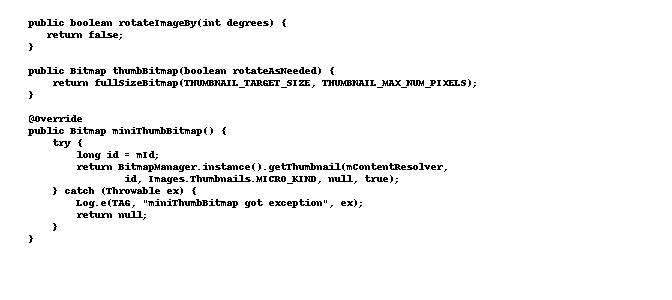 public boolean rotateImageBy(int degrees) {
   return false;
}

public Bitmap thumbBitmap(boolean rotateAsNeeded) {
    return fullSizeBitmap(THUMBNAIL_TARGET_SIZE, THUMBNAIL_MAX_NUM_PIXELS);
}

@Override
public Bitmap miniThumbBitmap() {
    try {
        long id = mId;
        return BitmapManager.instance().getThumbnail(mContentResolver,
                id, Images.Thumbnails.MICRO_KIND, null, true);
    } catch (Throwable ex) {
        Log.e(TAG, "miniThumbBitmap got exception", ex);
        return null;
    }
}